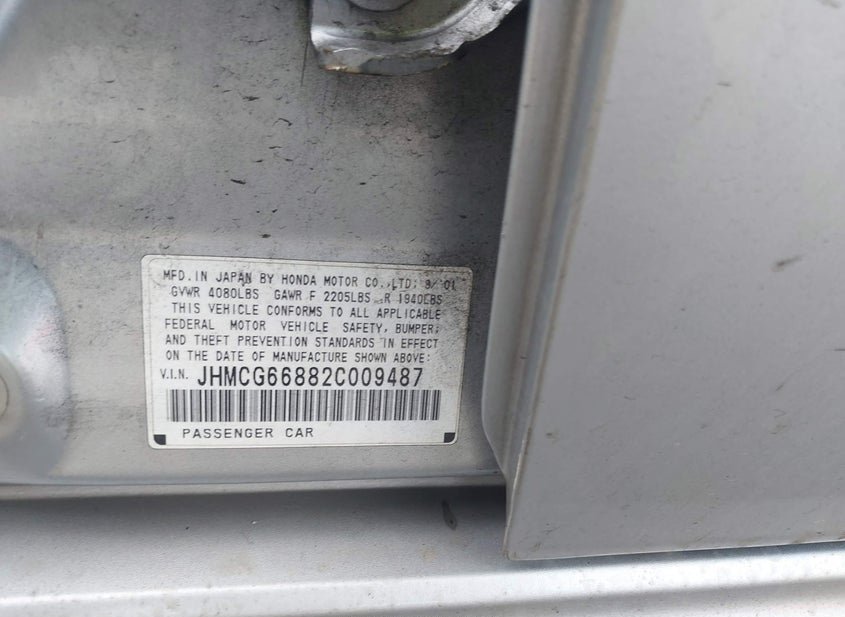 MFD. IN JAPAN BY HONDA MOTOR CO.,LTD; 9/01
GVWR 4080LBS GAWR F 2205LBS R 1940LBS
THIS VEHICLE CONFORMS TO ALL APPLICABLE
FEDERAL MOTOR VEHICLE SAFETY, BUMPER,
AND THEFT PREVENTION STANDARDS IN EFFECT
ON THE DATE OF MANUFACTURE SHOWN ABOVE:
V.I.N. JHMCG66882C009487
PASSENGER CAR